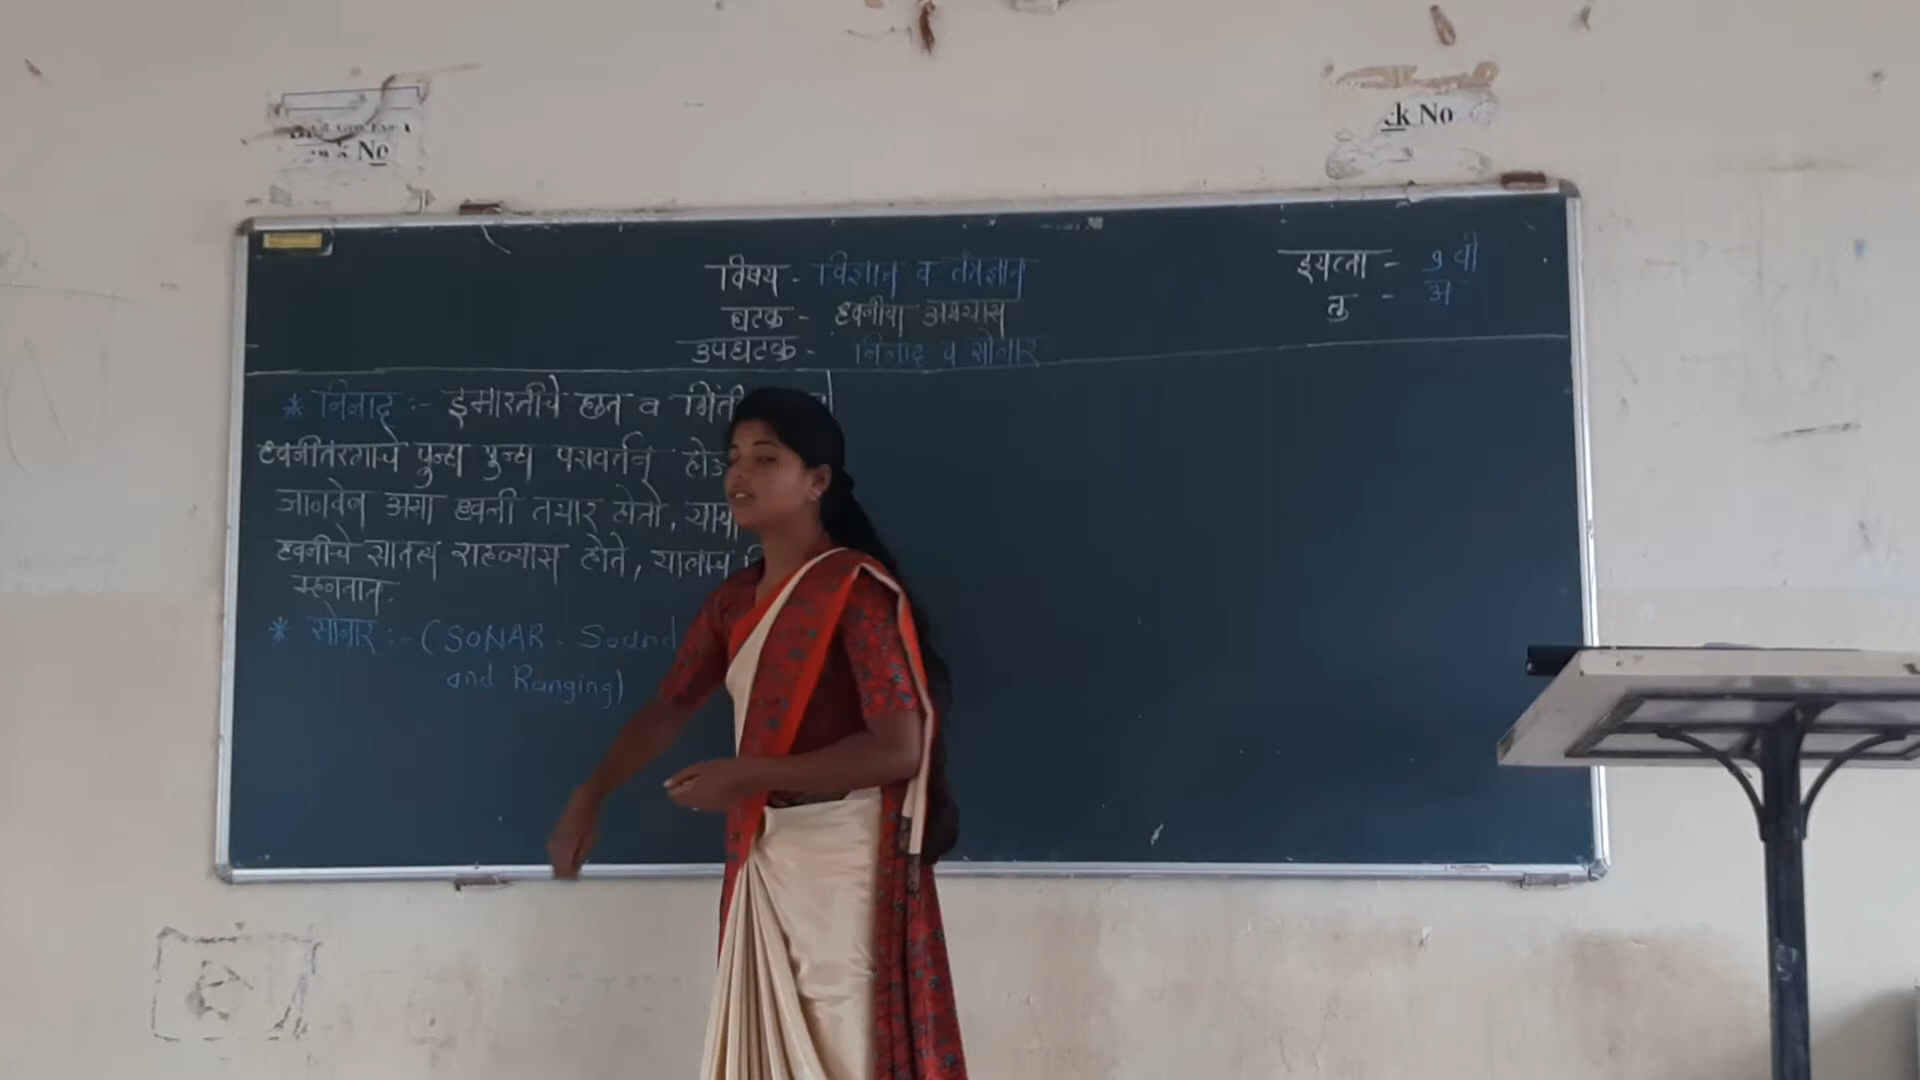 ck No
No
विषय - विज्ञान व तंत्रज्ञान
घटक - ध्वनीचा अभ्यास
उपघटक - निनाद व सोनार
इयत्ता - ९ वी
तु - अ
* निनाद :- इमारतीचे छत व भिंती
ध्वनीतरंगाचे पुन्हा पुन्हा परावर्तन
जाणवेल असा ध्वनी तयार होतो,
ध्वनीचे सातत्य राहण्यास होते, यालाच
म्हणतात.
* सोनार :- (SONAR - Sound
and Ranging)